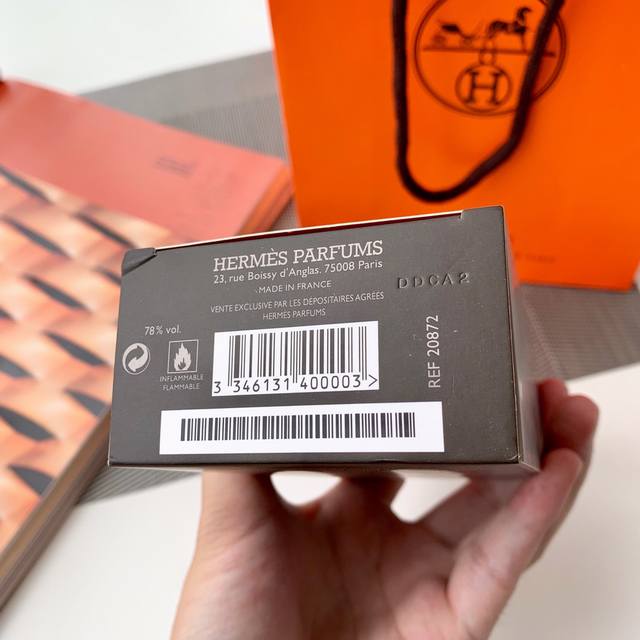 H
HERMÈS PARFUMS
23, rue Boissy d'Anglas. 75008 Paris
MADE IN FRANCE
DDCA2
VENTE EXCLUSIVE PAR LES DÉPOSITAIRES AGRÉÉS
HERMÈS PARFUMS
78% vol.
INFLAMMABLE
FLAMMABLE
3 346131 400003 >
REF 20872